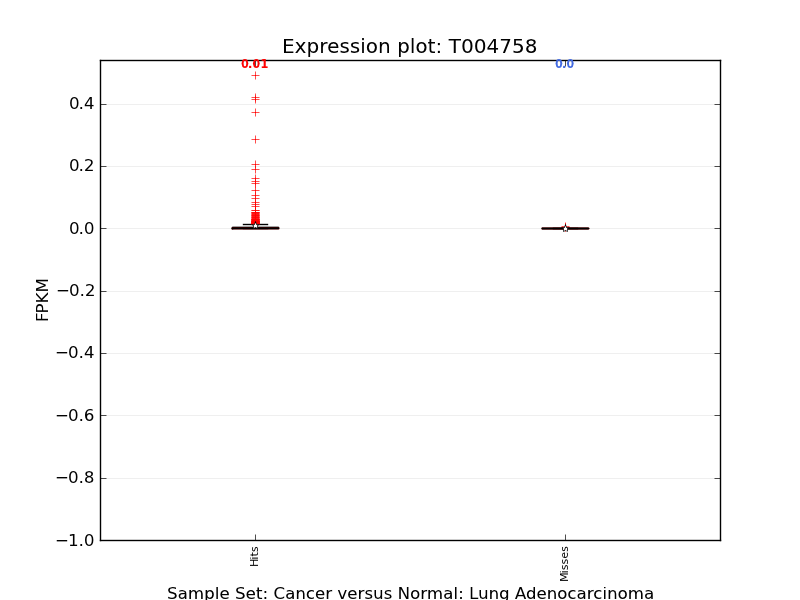 Expression plot: T004758
0.01
0.0
0.4
0.2
0.0
−0.2
−0.4
−0.6
−0.8
−1.0
FPKM
Hits
Misses
Sample Set: Cancer versus Normal: Lung Adenocarcinoma